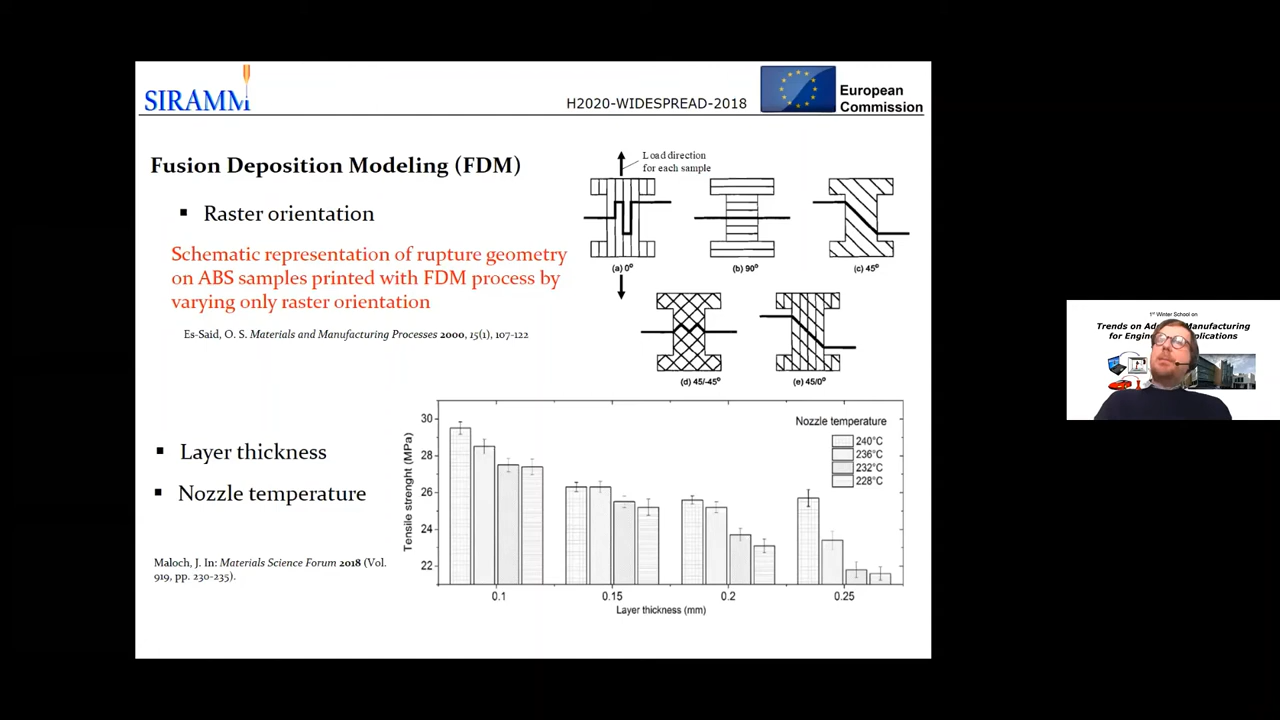 SIRAMM
H2020-WIDESPREAD-2018
European
Commission
Fusion Deposition Modeling (FDM)
▪ Raster orientation
Schematic representation of rupture geometry
on ABS samples printed with FDM process by
varying only raster orientation
Es-Said, O. S. Materials and Manufacturing Processes 2000, 15(1), 107-122
Load direction
for each sample
(a) 0°
(b) 90°
(c) 45°
(d) 45/-45°
(e) 45/0°
▪ Layer thickness
▪ Nozzle temperature
Maloch, J. In: Materials Science Forum 2018 (Vol.
919, pp. 230-235).
Tensile strenght (MPa)
30
28
26
24
22
Nozzle temperature
240°C
236°C
232°C
228°C
0.1
0.15
0.2
0.25
Layer thickness (mm)
1st Winter School on
Trends on Manufacturing
for